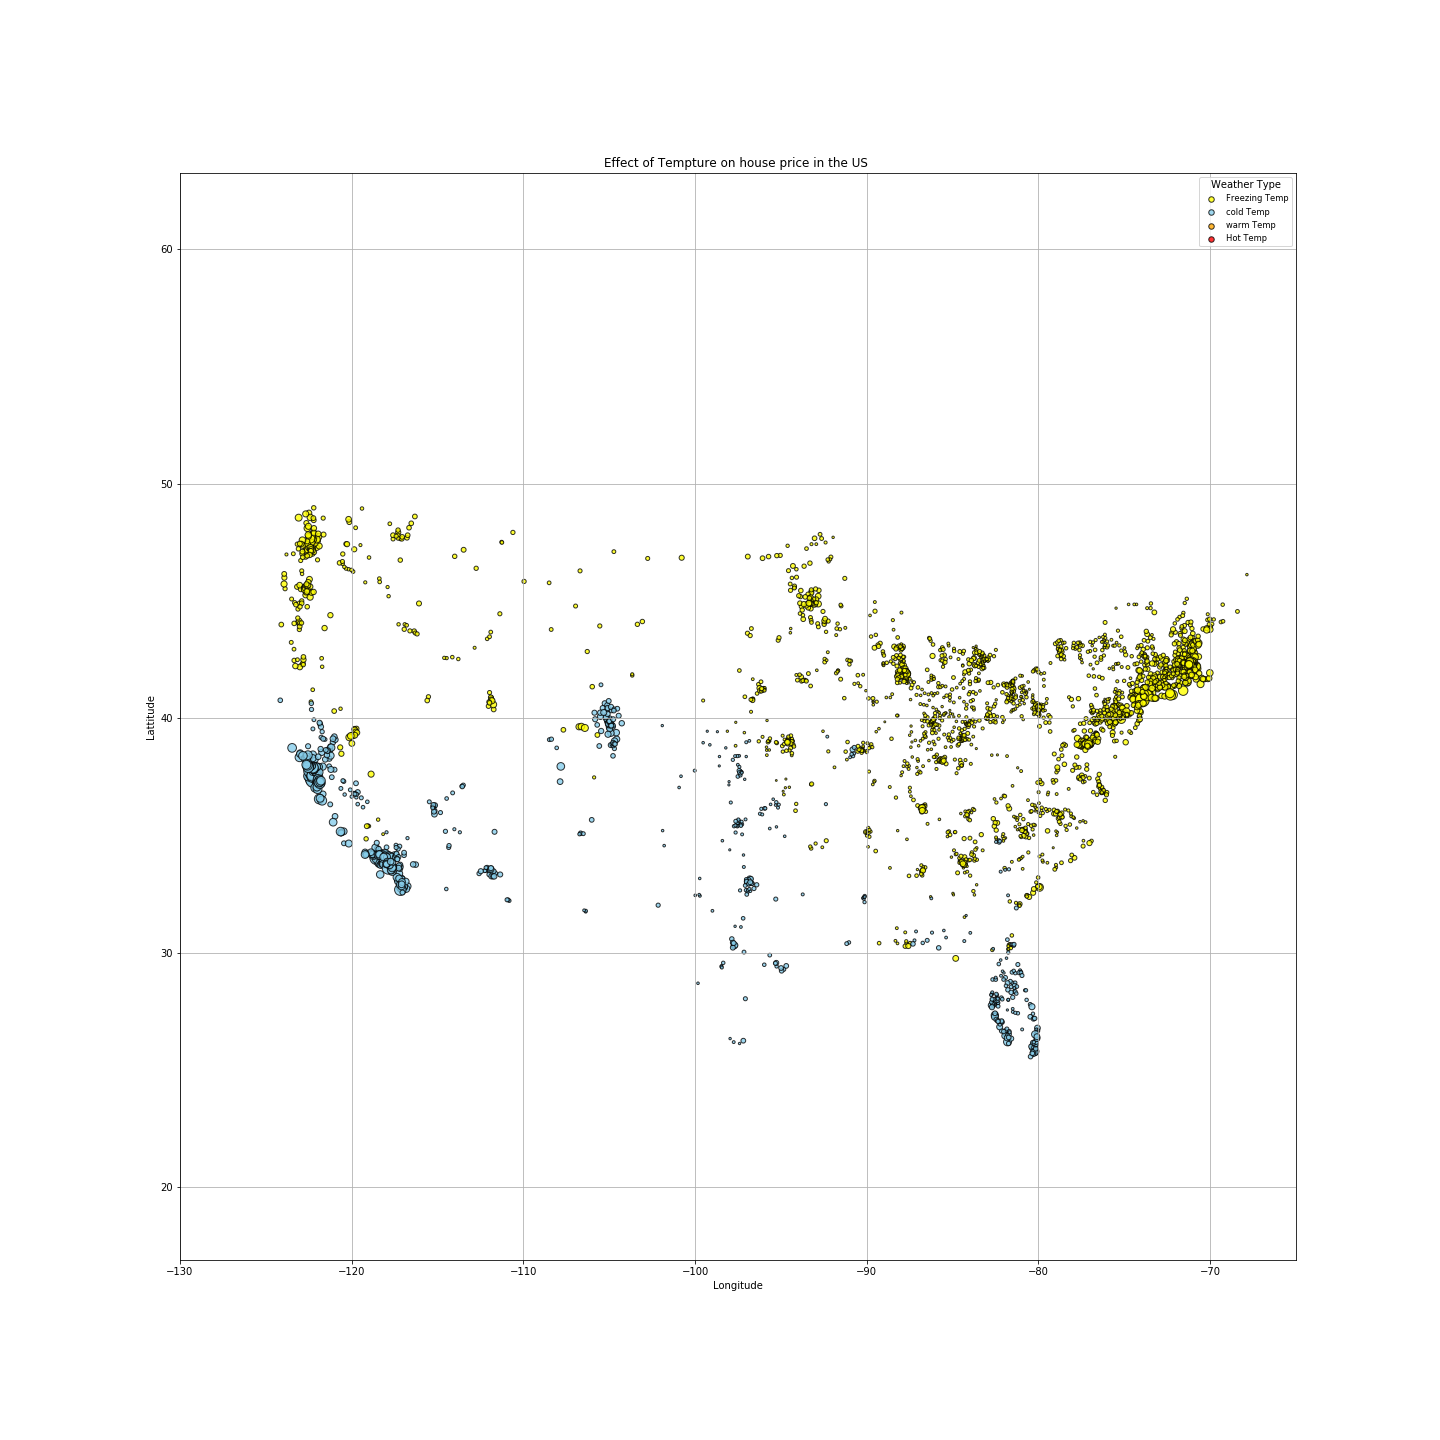 Effect of Tempture on house price in the US
Weather Type
Freezing Temp
cold Temp
warm Temp
Hot Temp
Lattitude
60
50
40
30
20
−130
−120
−110
−100
−90
−80
−70
Longitude